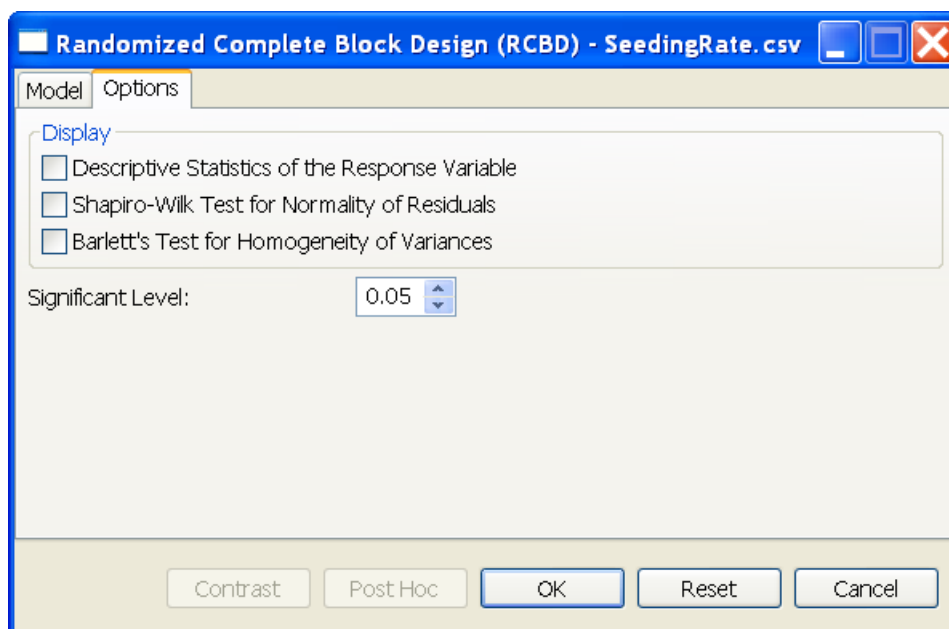 Randomized Complete Block Design (RCBD) - SeedingRate.csv
Model Options
Display
Descriptive Statistics of the Response Variable
Shapiro-Wilk Test for Normality of Residuals
Barlett's Test for Homogeneity of Variances
Significant Level: 0.05
Contrast Post Hoc OK Reset Cancel